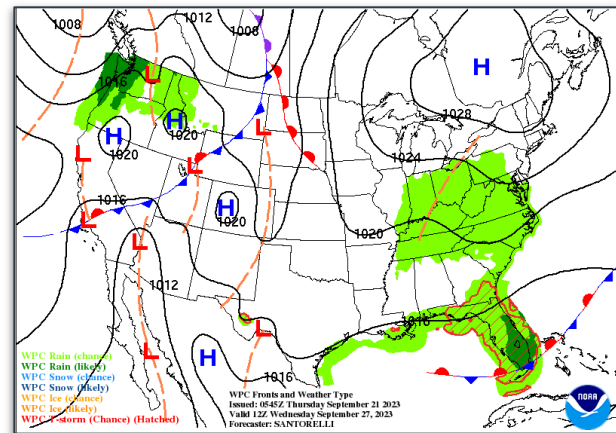 1008
1012
1008
1016
L
H
1028
H
1020
H
1020
L
L
1024
L
1016
L
H
1020
1020
L
1012
L
1016
L
H
1016
WPC Rain (chance)
WPC Rain (likely)
WPC Snow (chance)
WPC Snow (likely)
WPC Ice (chance)
WPC Ice (likely)
WPC T-storm (Chance) (Hatched)
WPC Fronts and Weather Type
Issued: 0545Z Thursday September 21 2023
Valid 12Z Wednesday September 27, 2023
Forecaster: SANTORELLI
NOAA